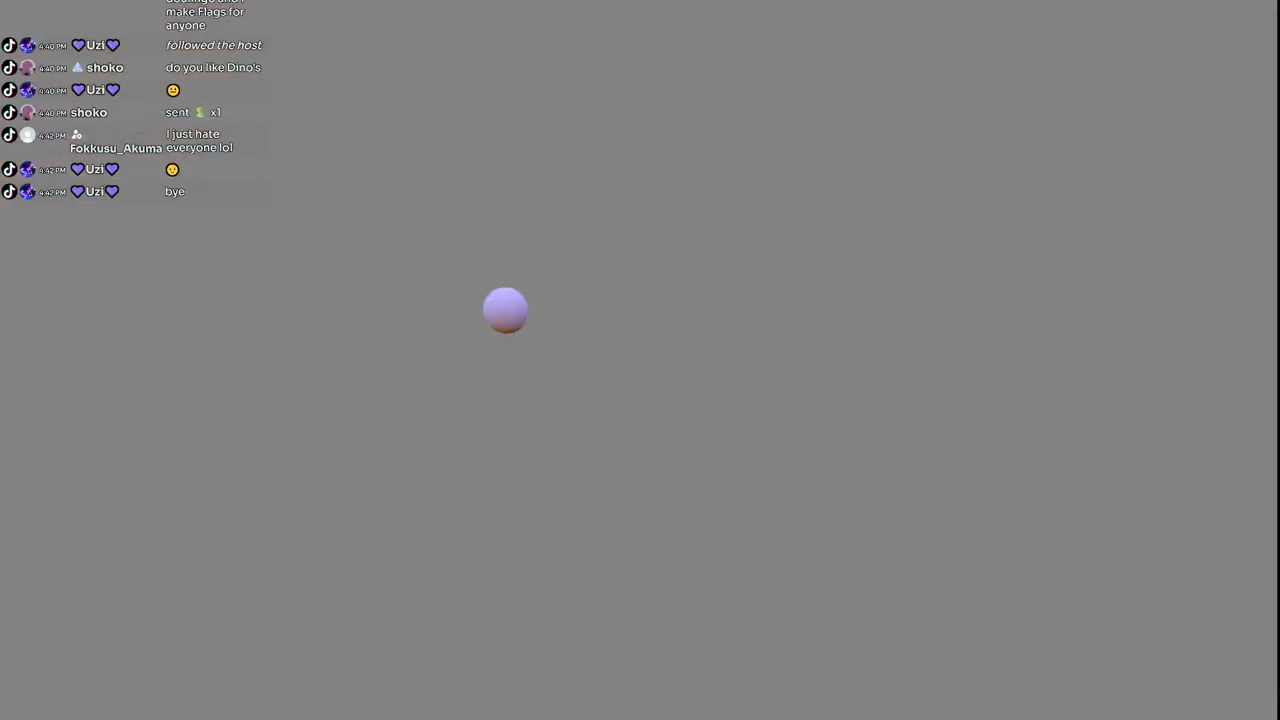 make Flags for
anyone
4:40 PM 💜Uzi💜 followed the host
4:40 PM shoko do you like Dino's
4:40 PM 💜Uzi💜 😐
4:40 PM shoko sent x1
4:42 PM I just hate
Fokkusu_Akuma everyone lol
4:42 PM 💜Uzi💜 🫤
4:42 PM 💜Uzi💜 bye